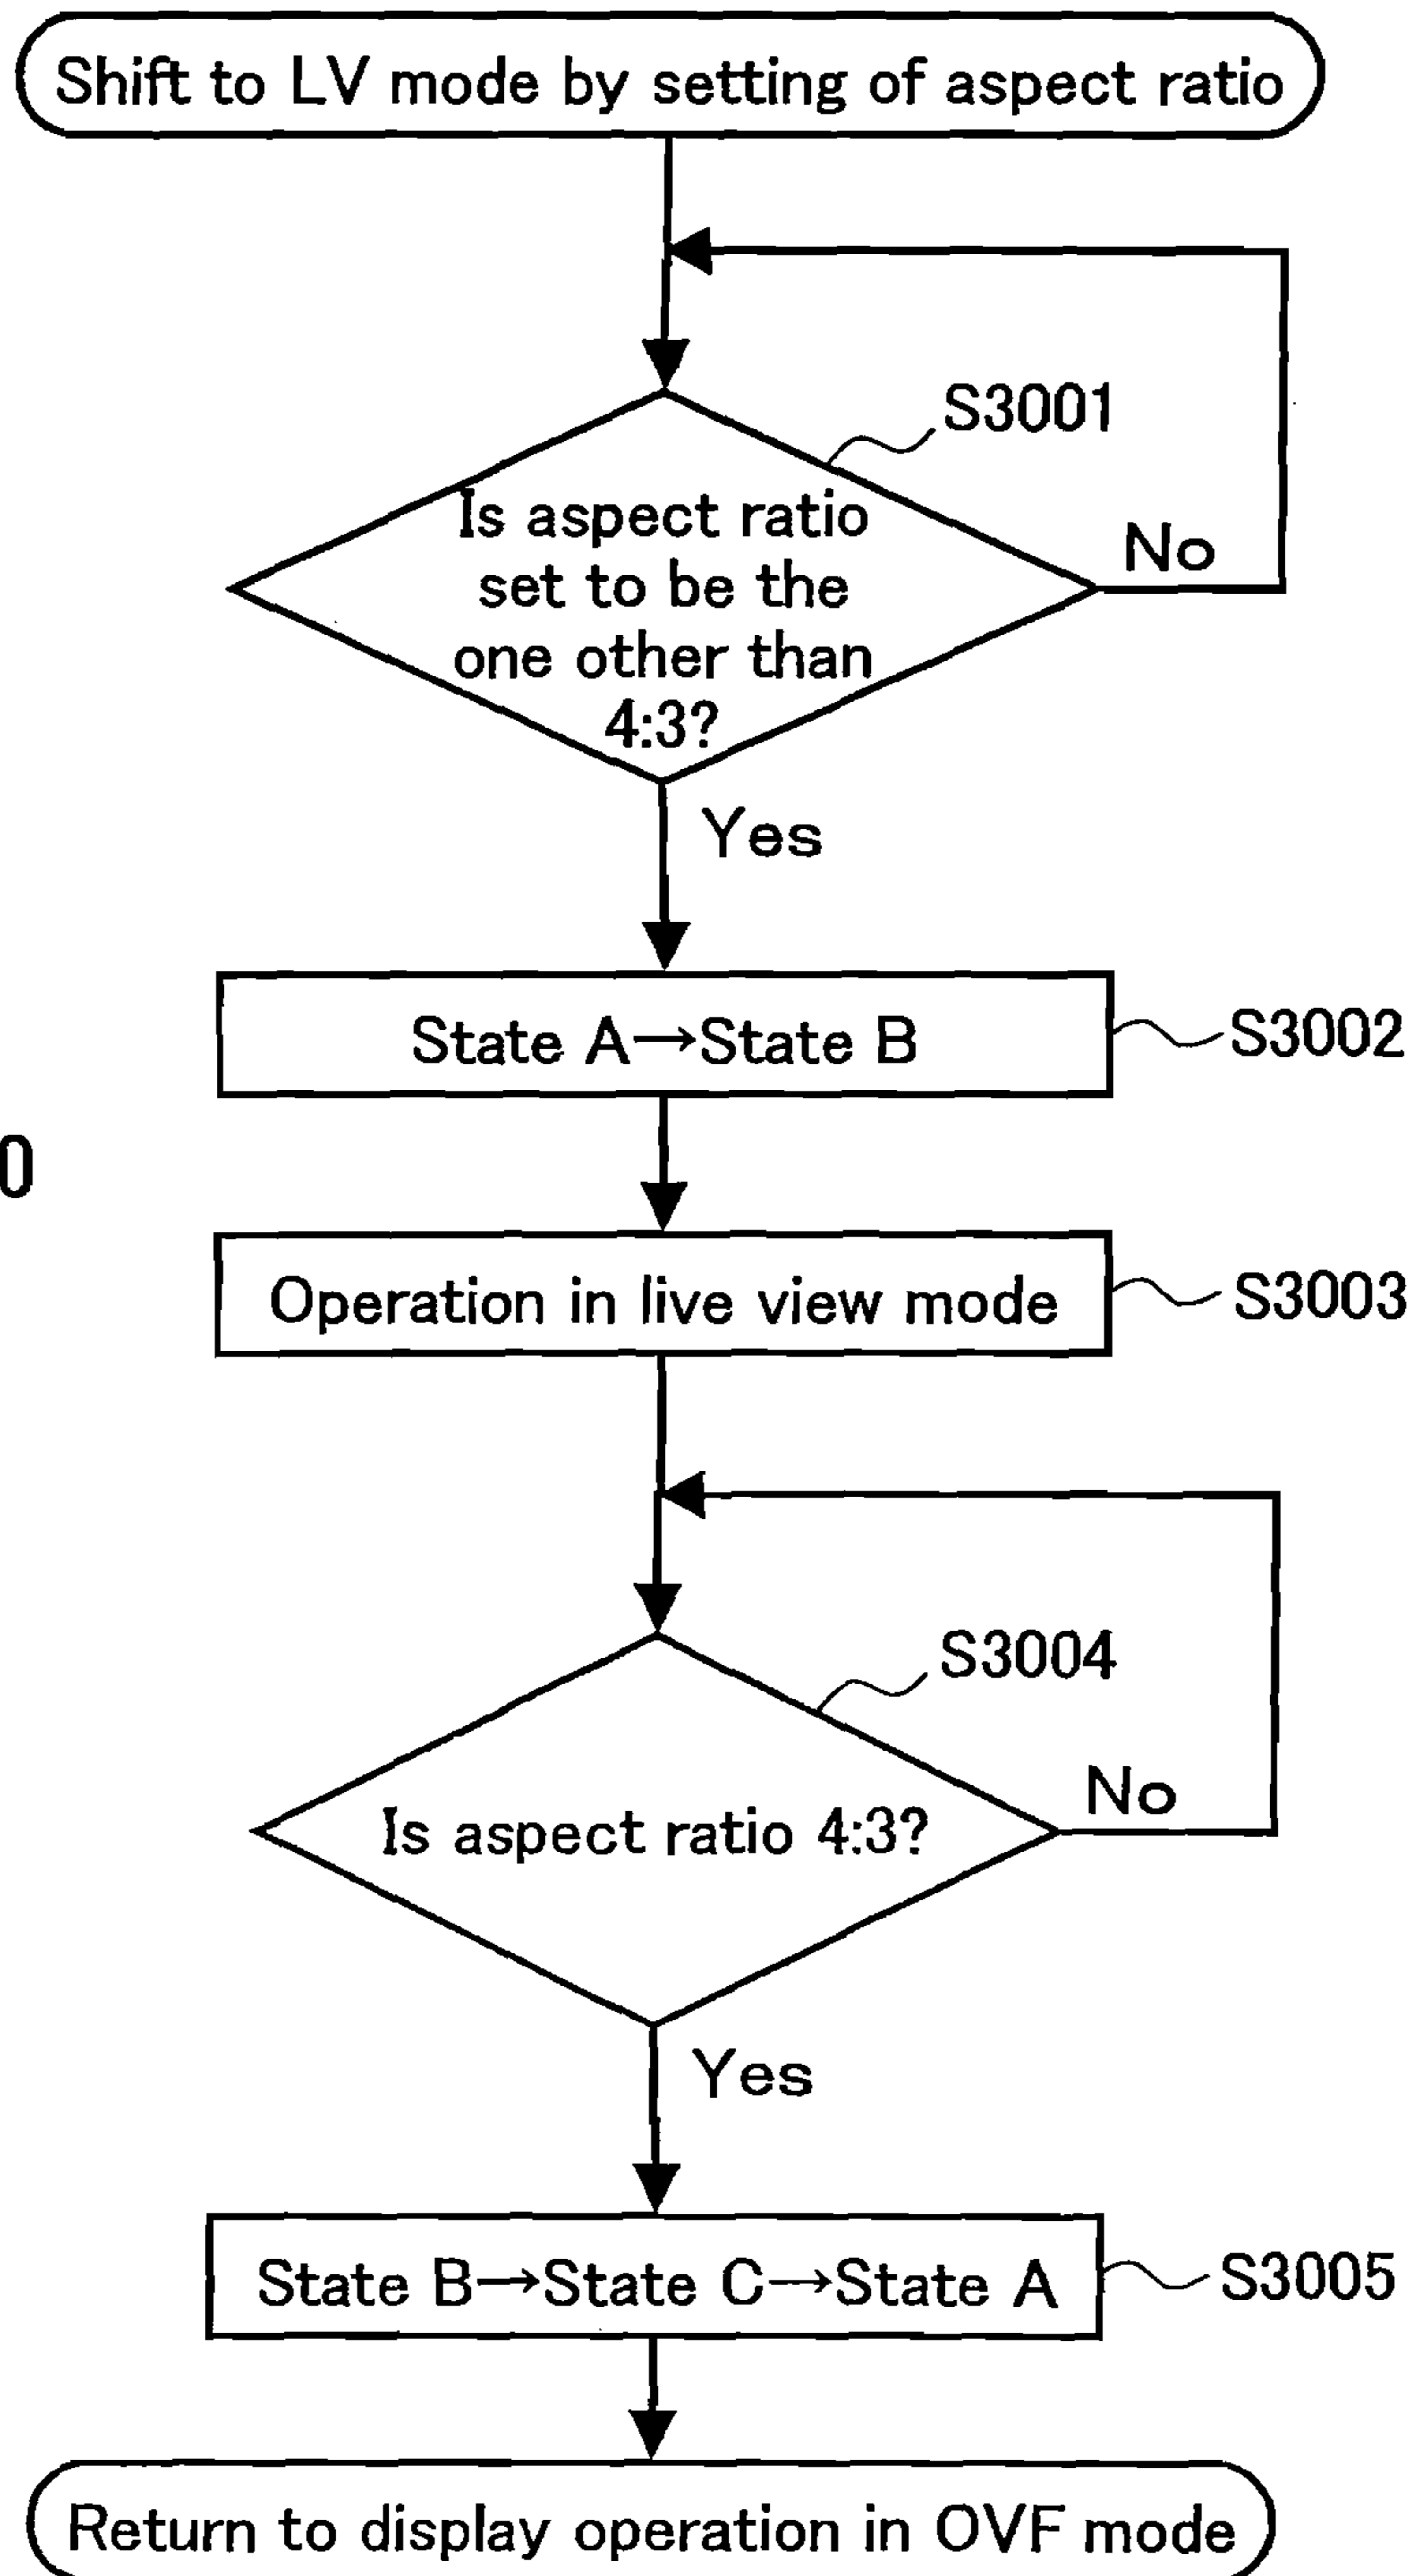 Shift to LV mode by setting of aspect ratio
S3001
Is aspect ratio
set to be the
one other than
4:3?
No
Yes
State A→State B
S3002
0
Operation in live view mode
S3003
S3004
Is aspect ratio 4:3?
No
Yes
State B→State C→State A
S3005
Return to display operation in OVF mode